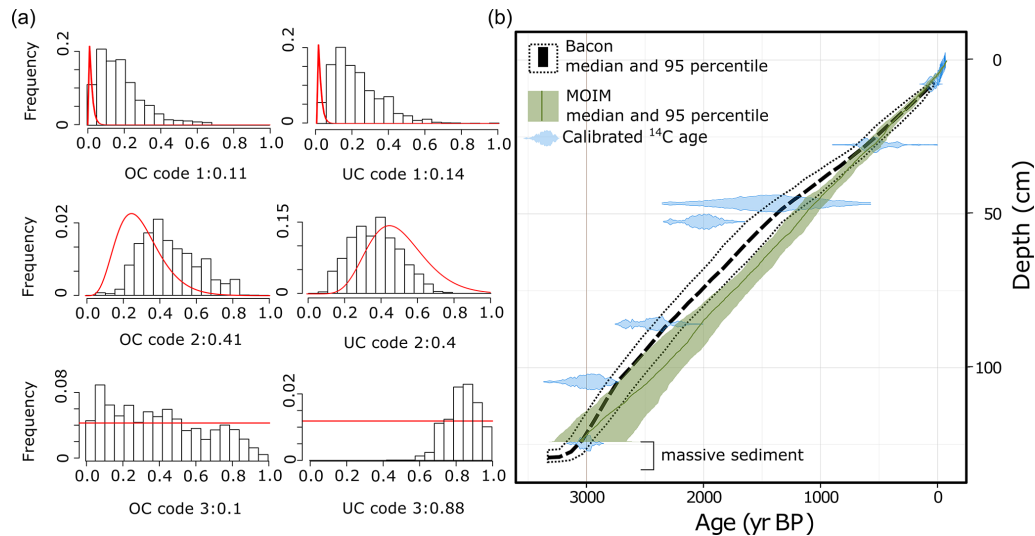 (a)
(b)
Frequency
0.2
0
0.0 0.2 0.4 0.6 0.8 1.0
OC code 1:0.11
0.2
0
0.0 0.2 0.4 0.6 0.8 1.0
UC code 1:0.14
Frequency
0.02
0
0.0 0.2 0.4 0.6 0.8 1.0
OC code 2:0.41
0.15
0
0.0 0.2 0.4 0.6 0.8 1.0
UC code 2:0.4
Frequency
0.08
0
0.0 0.2 0.4 0.6 0.8 1.0
OC code 3:0.1
0.02
0
0.0 0.2 0.4 0.6 0.8 1.0
UC code 3:0.88
Bacon
median and 95 percentile
MOIM
median and 95 percentile
Calibrated ¹⁴C age
massive sediment
0
50
100
Depth (cm)
3000 2000 1000 0
Age (yr BP)